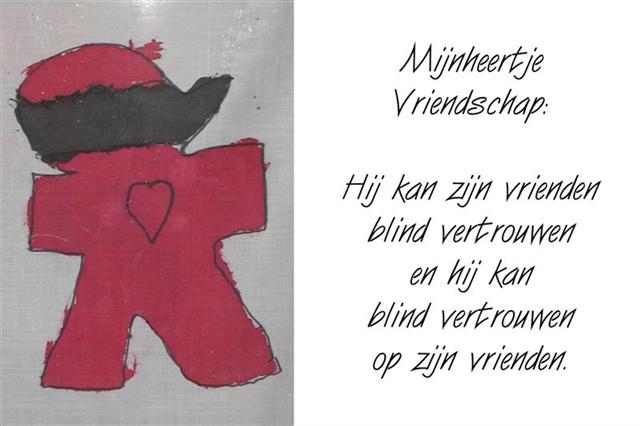 Mijnheertje
Vriendschap:
Hij kan zijn vrienden
blind vertrouwen
en hij kan
blind vertrouwen
op zijn vrienden.